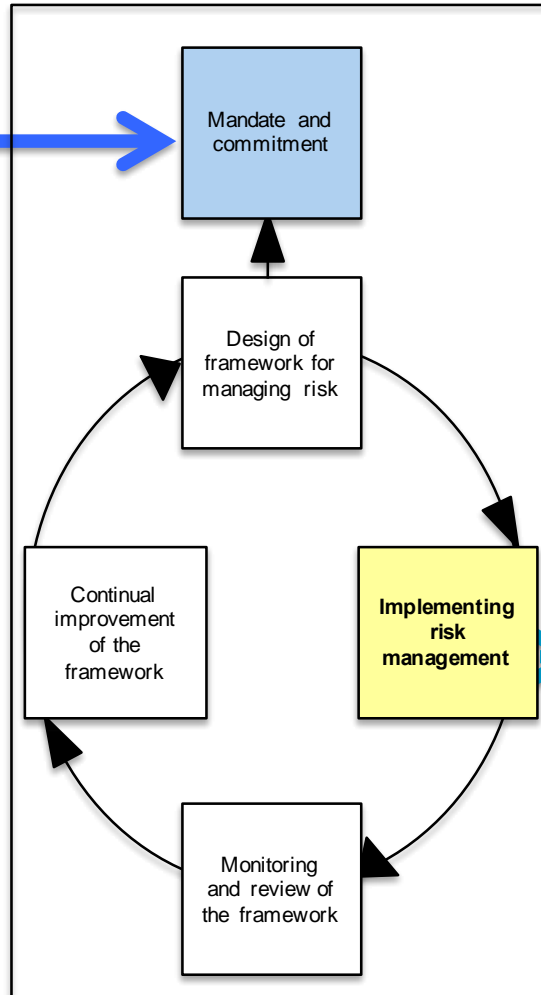 Mandate and
commitment
Design of
framework for
managing risk
Continual
improvement
of the
framework
Implementing
risk
management
Monitoring
and review of
the framework